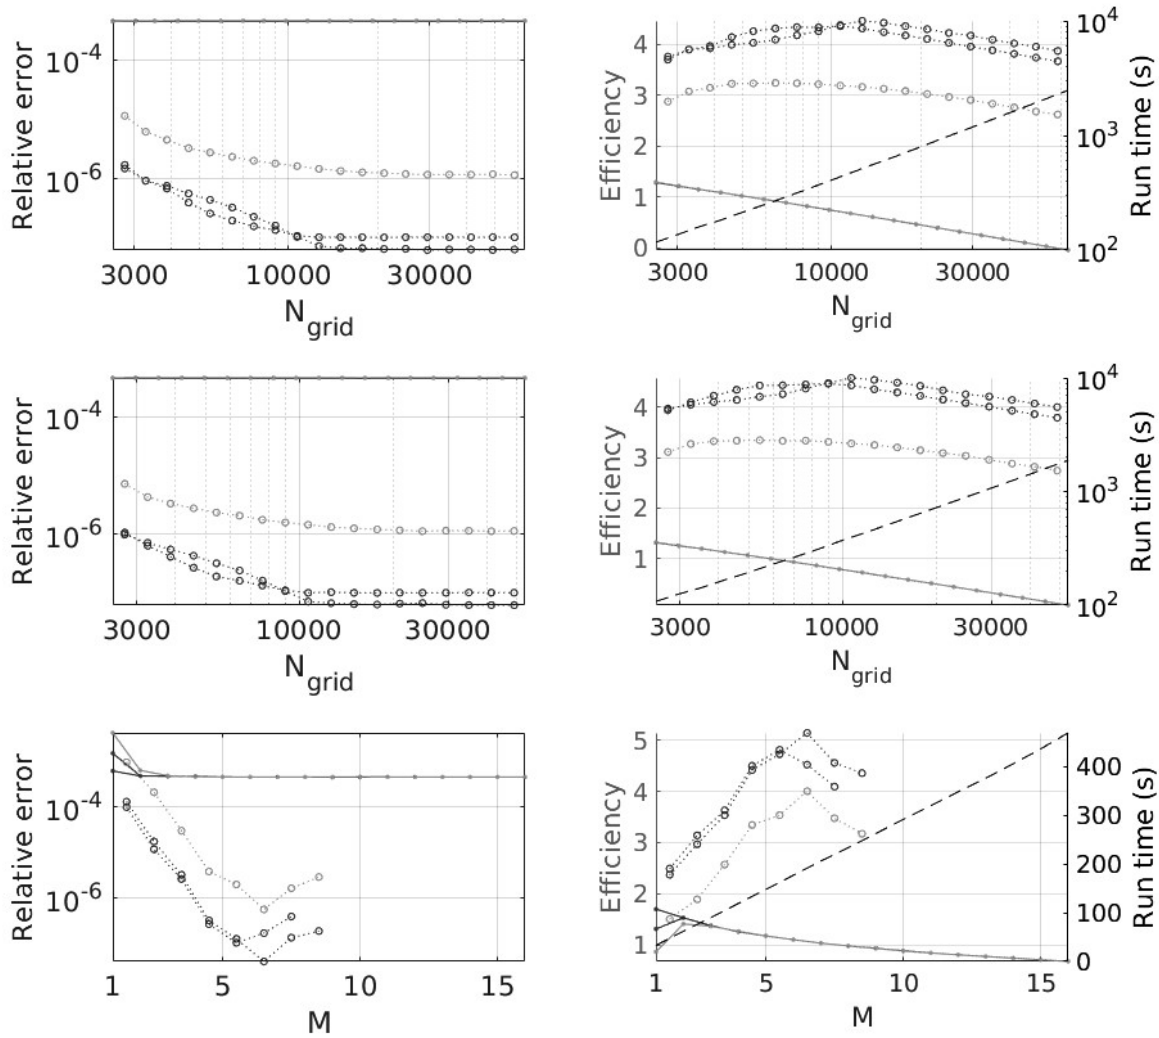 Relative error
10^-4
10^-6
3000 10000 30000
N_grid
Efficiency
4
3
2
1
0
10^4
10^3
10^2
Run time (s)
3000 10000 30000
N_grid
Relative error
10^-4
10^-6
3000 10000 30000
N_grid
Efficiency
4
3
2
1
10^4
10^3
10^2
Run time (s)
3000 10000 30000
N_grid
Relative error
10^-4
10^-6
1 5 10 15
M
Efficiency
5
4
3
2
1
400
300
200
100
0
Run time (s)
1 5 10 15
M